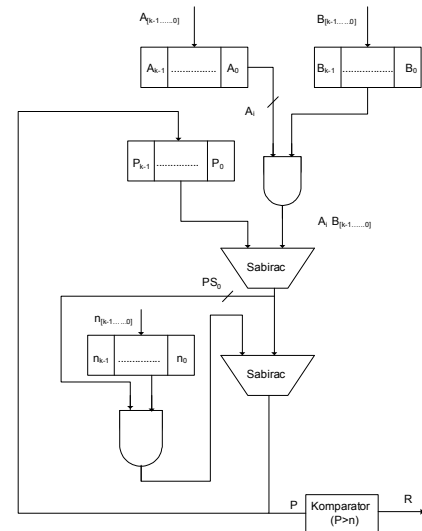 A[k-1......0]
B[k-1......0]
Ak-1 ............... A0
Bk-1 ............... B0
Ai
Pk-1 ............... P0
Ai B[k-1......0]
Sabirac
PS0
n[k-1......0]
nk-1 ............... n0
Sabirac
P
Komparator
(P>n)
R